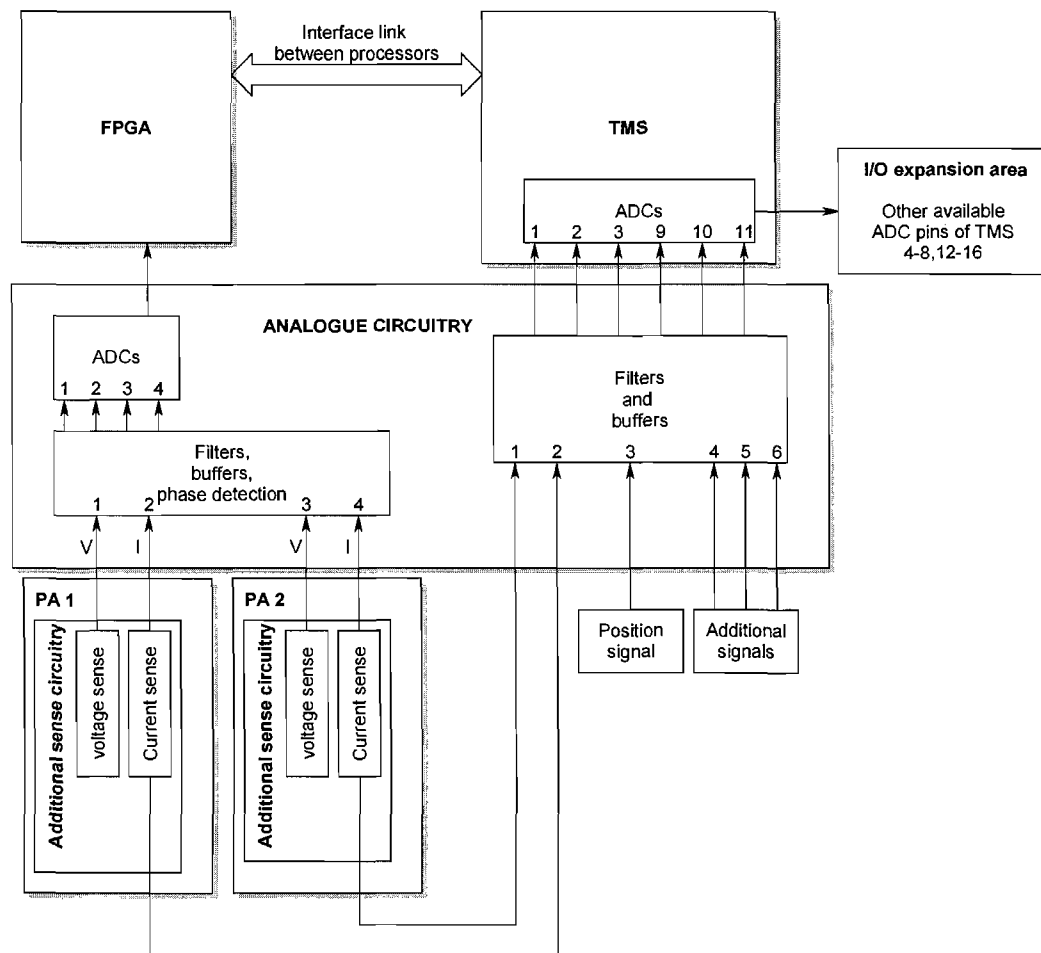 Interface link
between processors
FPGA
TMS
ADCs
1 2 3 9 10 11
I/O expansion area
Other available
ADC pins of TMS
4-8,12-16
ANALOGUE CIRCUITRY
ADCs
1 2 3 4
Filters,
buffers,
phase detection
1 2 3 4
V I V I
Filters
and
buffers
1 2 3 4 5 6
PA 1
Additional sense circuitry
voltage sense
Current sense
PA 2
Additional sense circuitry
voltage sense
Current sense
Position
signal
Additional
signals